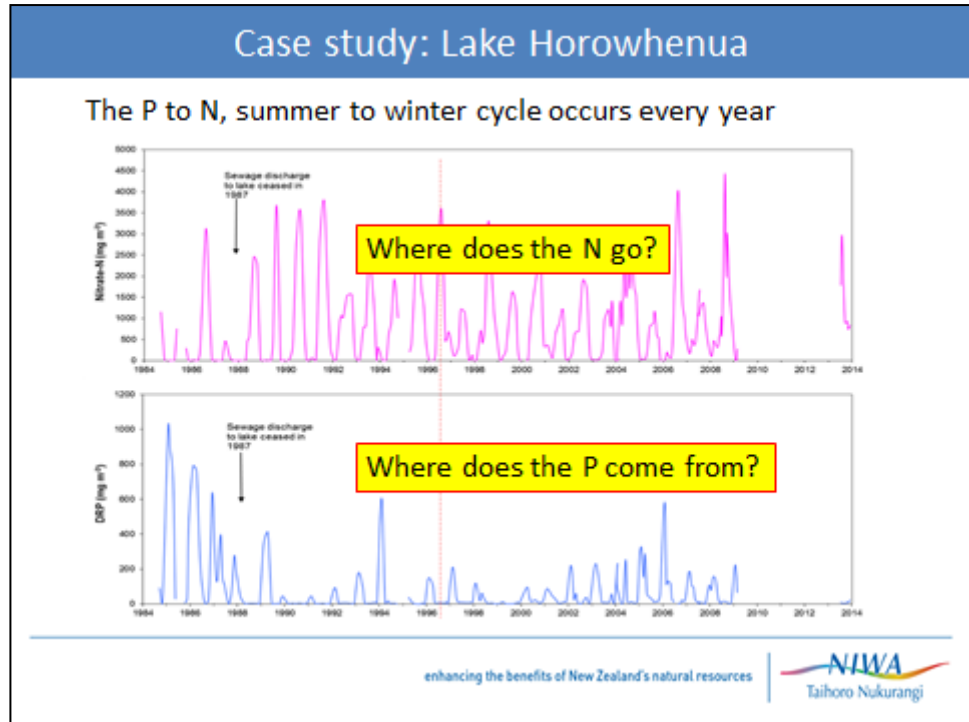 Case study: Lake Horowhenua
The P to N, summer to winter cycle occurs every year
5000
4500
4000
3500
3000
2500
2000
1500
1000
500
0
Nitrate-N (mg m⁻³)
Sewage discharge
to lake ceased in
1987
Where does the N go?
1984 1986 1988 1990 1992 1994 1996 1998 2000 2002 2004 2006 2008 2010 2012 2014
1200
1000
800
600
400
200
0
DRP (mg m⁻³)
Sewage discharge
to lake ceased in
1987
Where does the P come from?
1984 1986 1988 1990 1992 1994 1996 1998 2000 2002 2004 2006 2008 2010 2012 2014
enhancing the benefits of New Zealand's natural resources
NIWA
Taihoro Nukurangi